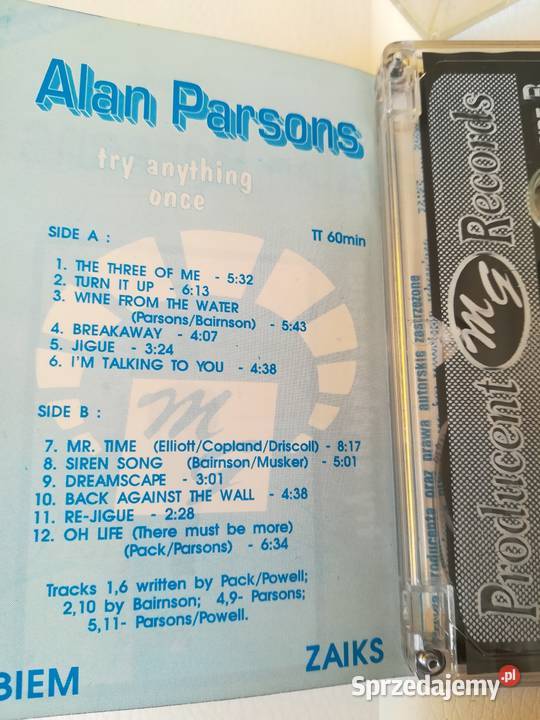 Alan Parsons
try anything
once
SIDE A : TT 60min
1. THE THREE OF ME - 5:32
2. TURN IT UP - 6:13
3. WINE FROM THE WATER
(Parsons/Bairnson) - 5:43
4. BREAKAWAY - 4:07
5. JIGUE - 3:24
6. I'M TALKING TO YOU - 4:38
SIDE B :
7. MR. TIME (Elliott/Copland/Driscoll) - 8:17
8. SIREN SONG (Bairnson/Musker) - 5:01
9. DREAMSCAPE - 3:01
10. BACK AGAINST THE WALL - 4:38
11. RE-JIGUE - 2:28
12. OH LIFE (There must be more)
(Pack/Parsons) - 6:34
Tracks 1,6 written by Pack/Powell;
2,10 by Bairnson; 4,9- Parsons;
5,11- Parsons/Powell.
BIEM ZAIKS
Producent Records
oraz prawa autorskie zastrzeżone
Sprzedajemy.pl